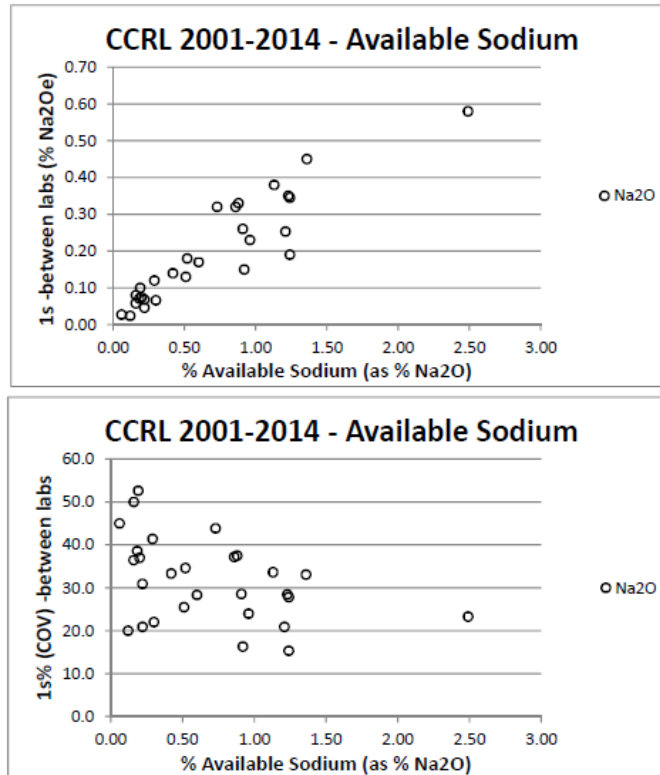 CCRL 2001-2014 - Available Sodium
0.70
0.60
0.50
0.40
0.30
0.20
0.10
0.00
1s -between labs (% Na2Oe)
Na2O
0.00 0.50 1.00 1.50 2.00 2.50 3.00
% Available Sodium (as % Na2O)
CCRL 2001-2014 - Available Sodium
60.0
50.0
40.0
30.0
20.0
10.0
0.0
1s% (COV) -between labs
Na2O
0.00 0.50 1.00 1.50 2.00 2.50 3.00
% Available Sodium (as % Na2O)